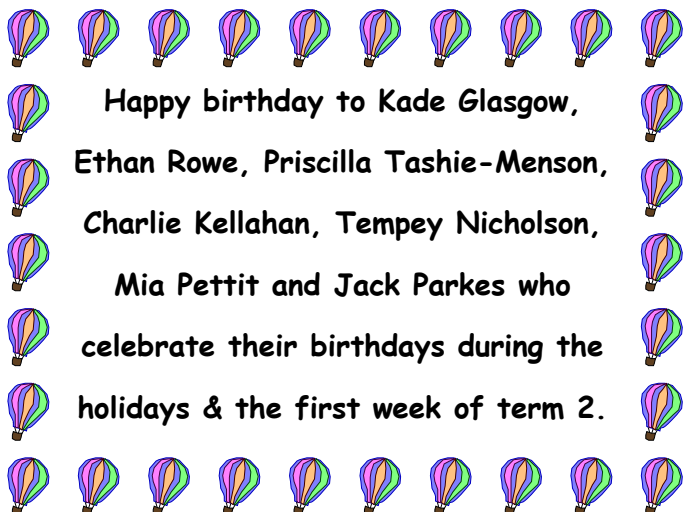 Happy birthday to Kade Glasgow,
Ethan Rowe, Priscilla Tashie-Menson,
Charlie Kellahan, Tempey Nicholson,
Mia Pettit and Jack Parkes who
celebrate their birthdays during the
holidays & the first week of term 2.